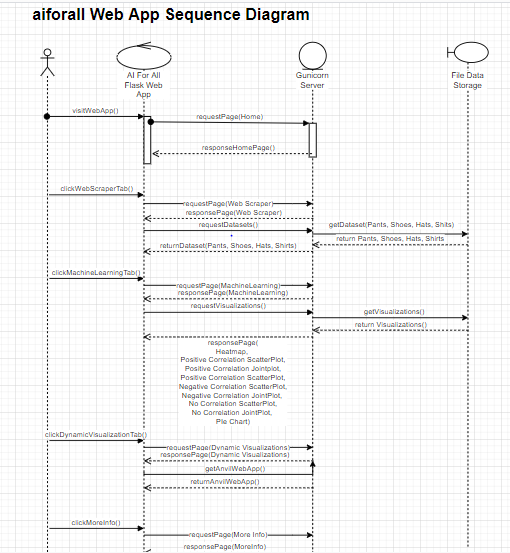 aiforall Web App Sequence Diagram
AI For All
Flask Web
App
Gunicorn
Server
File Data
Storage
visitWebApp()
requestPage(Home)
responseHomePage()
clickWebScraperTab()
requestPage(Web Scraper)
responsePage(Web Scraper)
requestDatasets()
getDataset(Pants, Shoes, Hats, Shits)
return Pants, Shoes, Hats, Shirts
returnDataset(Pants, Shoes, Hats, Shirts)
clickMachineLearningTab()
requestPage(MachineLearning)
responsePage(MachineLearning)
requestVisualizations()
getVisualizations()
return Visualizations()
responsePage(
Heatmap,
Positive Correlation ScatterPlot,
Positive Correlation Jointplot,
Positive Correlation ScatterPlot,
Negative Correlation ScatterPlot,
Negative Correlation JointPlot,
No Correlation ScatterPlot,
No Correlation JointPlot,
Pie Chart)
clickDynamicVisualizationTab()
requestPage(Dynamic Visualizations)
responsePage(Dynamic Visualizations)
getAnvilWebApp()
returnAnvilWebApp()
clickMoreInfo()
requestPage(More Info)
responsePage(MoreInfo)